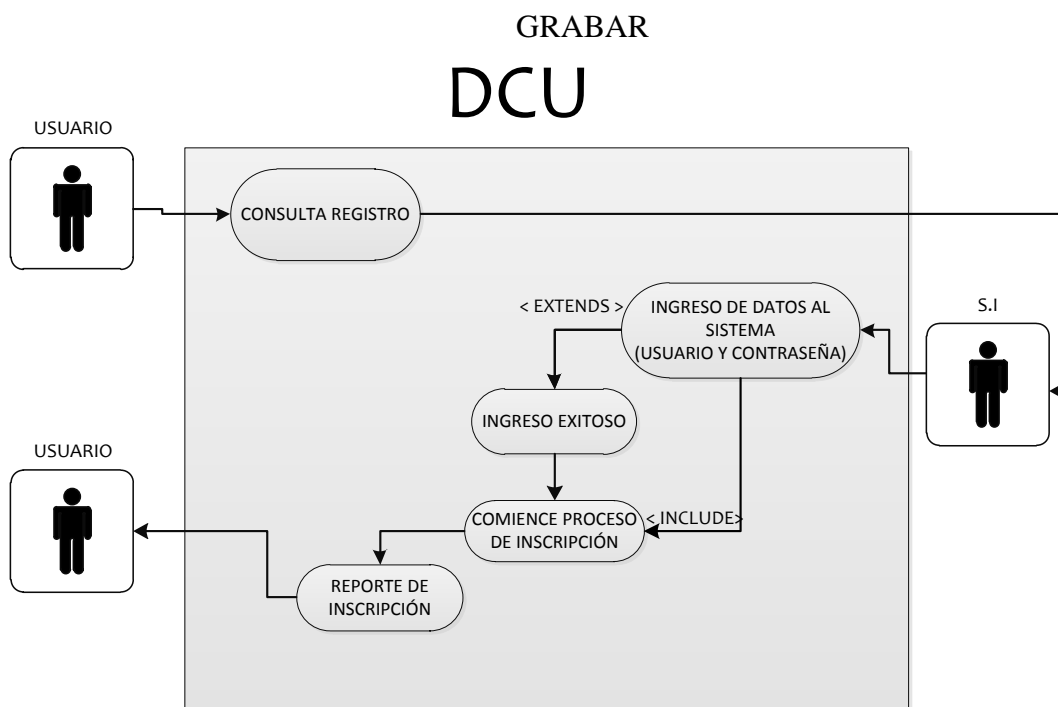 GRABAR
DCU
USUARIO
CONSULTA REGISTRO
< EXTENDS >
INGRESO DE DATOS AL
SISTEMA
(USUARIO Y CONTRASEÑA)
S.I
INGRESO EXITOSO
USUARIO
COMIENCE PROCESO
DE INSCRIPCIÓN
< INCLUDE>
REPORTE DE
INSCRIPCIÓN